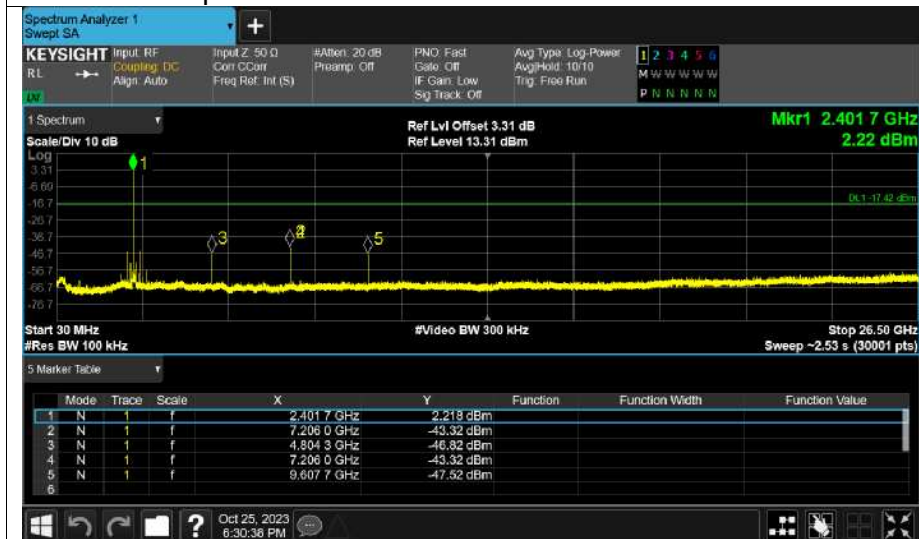 Spectrum Analyzer 1
Swept SA
+
KEYSIGHT Input: RF Input Z: 50 Ω #Atten: 20 dB PNO: Fast Avg Type: Log-Power 1 2 3 4 5 6
RL Coupling: DC Corr CCorr Preamp: Off Gate: Off Avg|Hold: 10/10 M W W W W W
Align: Auto Freq Ref: Int (S) IF Gain: Low Trig: Free Run
Sig Track: Off P N N N N N
1 Spectrum
Scale/Div 10 dB
Ref Lvl Offset 3.31 dB
Ref Level 13.31 dBm
Mkr1 2.401 7 GHz
2.22 dBm
Log
3.31
-6.69
-16.7
DL1 -17.42 dBm
-26.7
-36.7
-46.7
-56.7
-66.7
-76.7
1
3
5
Start 30 MHz #Video BW 300 kHz Stop 26.50 GHz
#Res BW 100 kHz Sweep ~2.53 s (30001 pts)
5 Marker Table
Mode Trace Scale X Y Function Function Width Function Value
1 N 1 f 2.401 7 GHz 2.218 dBm
2 N 1 f 7.206 0 GHz -43.32 dBm
3 N 1 f 4.804 3 GHz -46.82 dBm
4 N 1 f 7.206 0 GHz -43.32 dBm
5 N 1 f 9.607 7 GHz -47.52 dBm
6
? Oct 25, 2023
6:30:38 PM